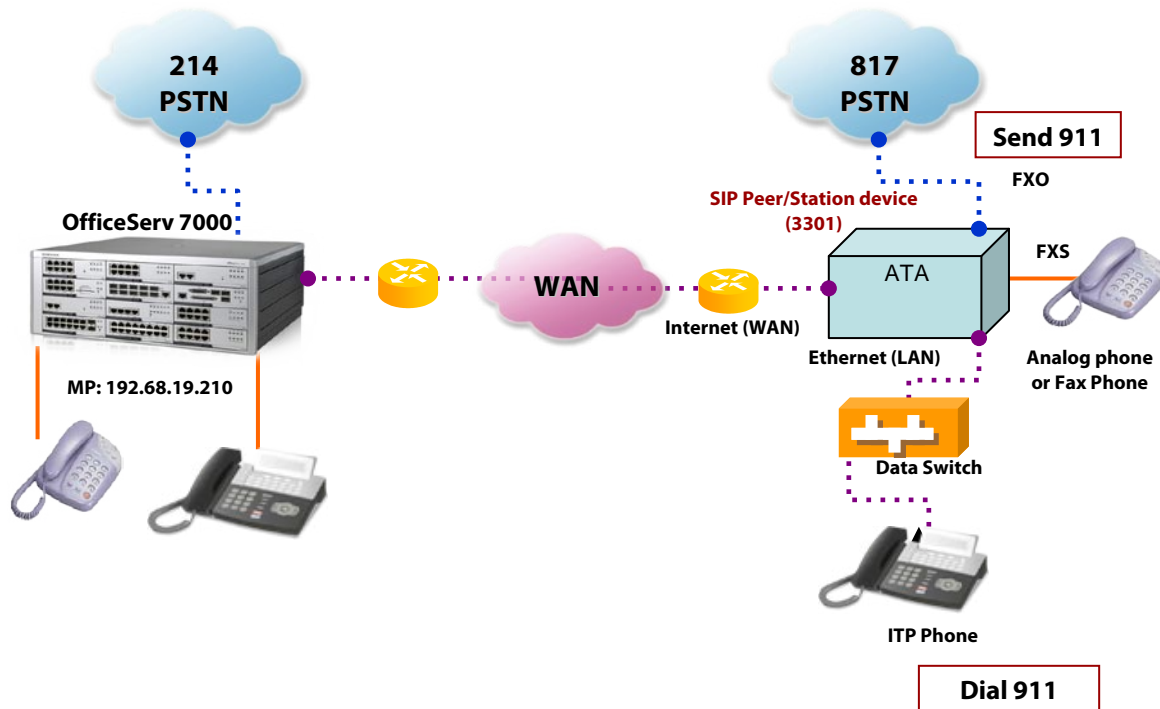 214
PSTN
817
PSTN
Send 911
FXO
SIP Peer/Station device
(3301)
OfficeServ 7000
FXS
ATA
WAN
Internet (WAN)
Ethernet (LAN)
Analog phone
or Fax Phone
MP: 192.68.19.210
Data Switch
ITP Phone
Dial 911